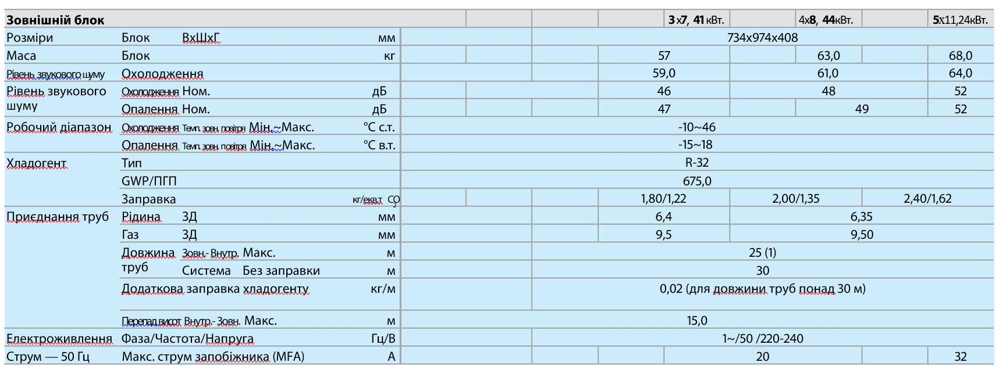 Зовнішній блок 3 x7, 41 кВт. 4x8, 44кВт. 5x11,24кВт.
Розміри Блок ВхШхГ мм 734x974x408
Маса Блок кг 57 63,0 68,0
Рівень звукового шуму Охолодження 59,0 61,0 64,0
Рівень звукового шуму Охолодження Ном. дБ 46 48 52
Опалення Ном. дБ 47 49 52
Робочий діапазон Охолодження Темп. зовн. повітря Мін.~Макс. °C с.т. -10~46
Опалення Темп. зовн. повітря Мін.~Макс. °C в.т. -15~18
Хладогент Тип R-32
GWP/ПГП 675,0
Заправка кг/екв.т CO2 1,80/1,22 2,00/1,35 2,40/1,62
Приєднання труб Рідина ЗД мм 6,4 6,35
Газ ЗД мм 9,5 9,50
Довжина труб Зовн.- Внутр. Макс. м 25 (1)
Система Без заправки м 30
Додаткова заправка хладогенту кг/м 0,02 (для довжини труб понад 30 м)
Перепад висот Внутр.- Зовн. Макс. м 15,0
Електроживлення Фаза/Частота/Напруга Гц/В 1~/50 /220-240
Струм — 50 Гц Макс. струм запобіжника (MFA) А 20 32